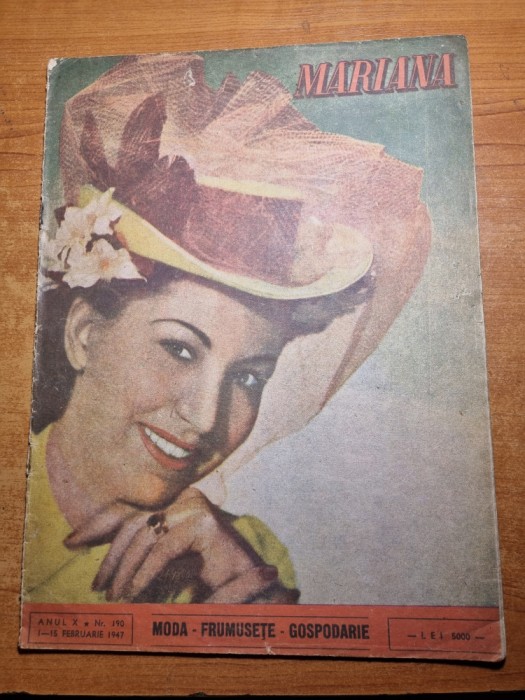 MARIANA
ANUL X ★ Nr. 190
1—15 FEBRUARIE 1947
MODA - FRUMUSEȚE - GOSPODARIE
— LEI 5000 —